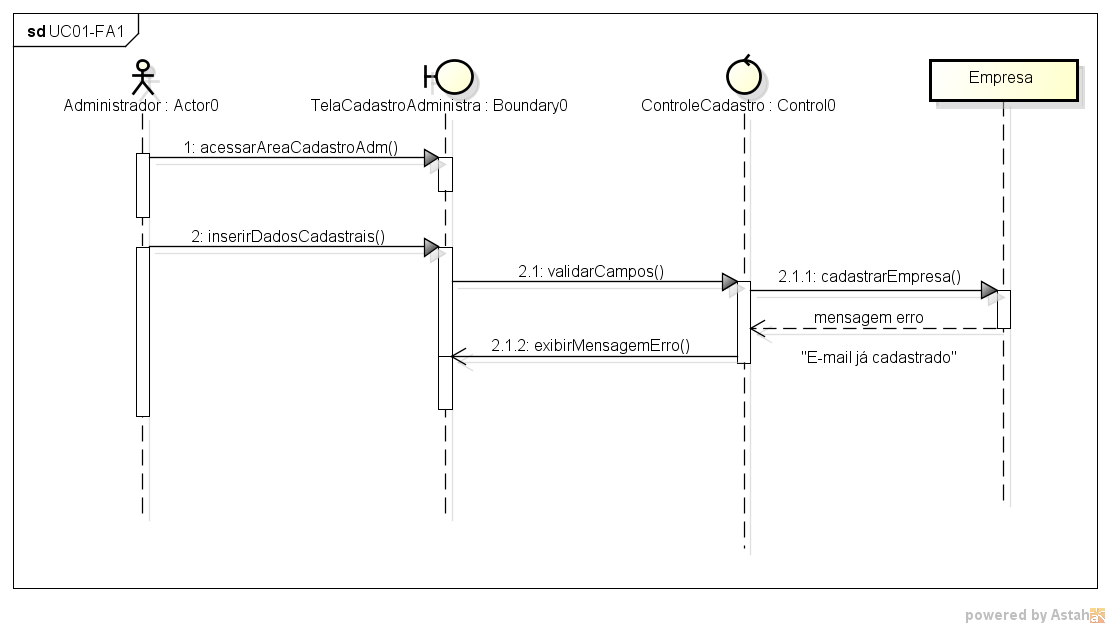 sd UC01-FA1
Administrador : Actor0
TelaCadastroAdministra : Boundary0
ControleCadastro : Control0
Empresa
1: acessarAreaCadastroAdm()
2: inserirDadosCadastrais()
2.1: validarCampos()
2.1.1: cadastrarEmpresa()
mensagem erro
2.1.2: exibirMensagemErro()
"E-mail já cadastrado"
powered by Astah